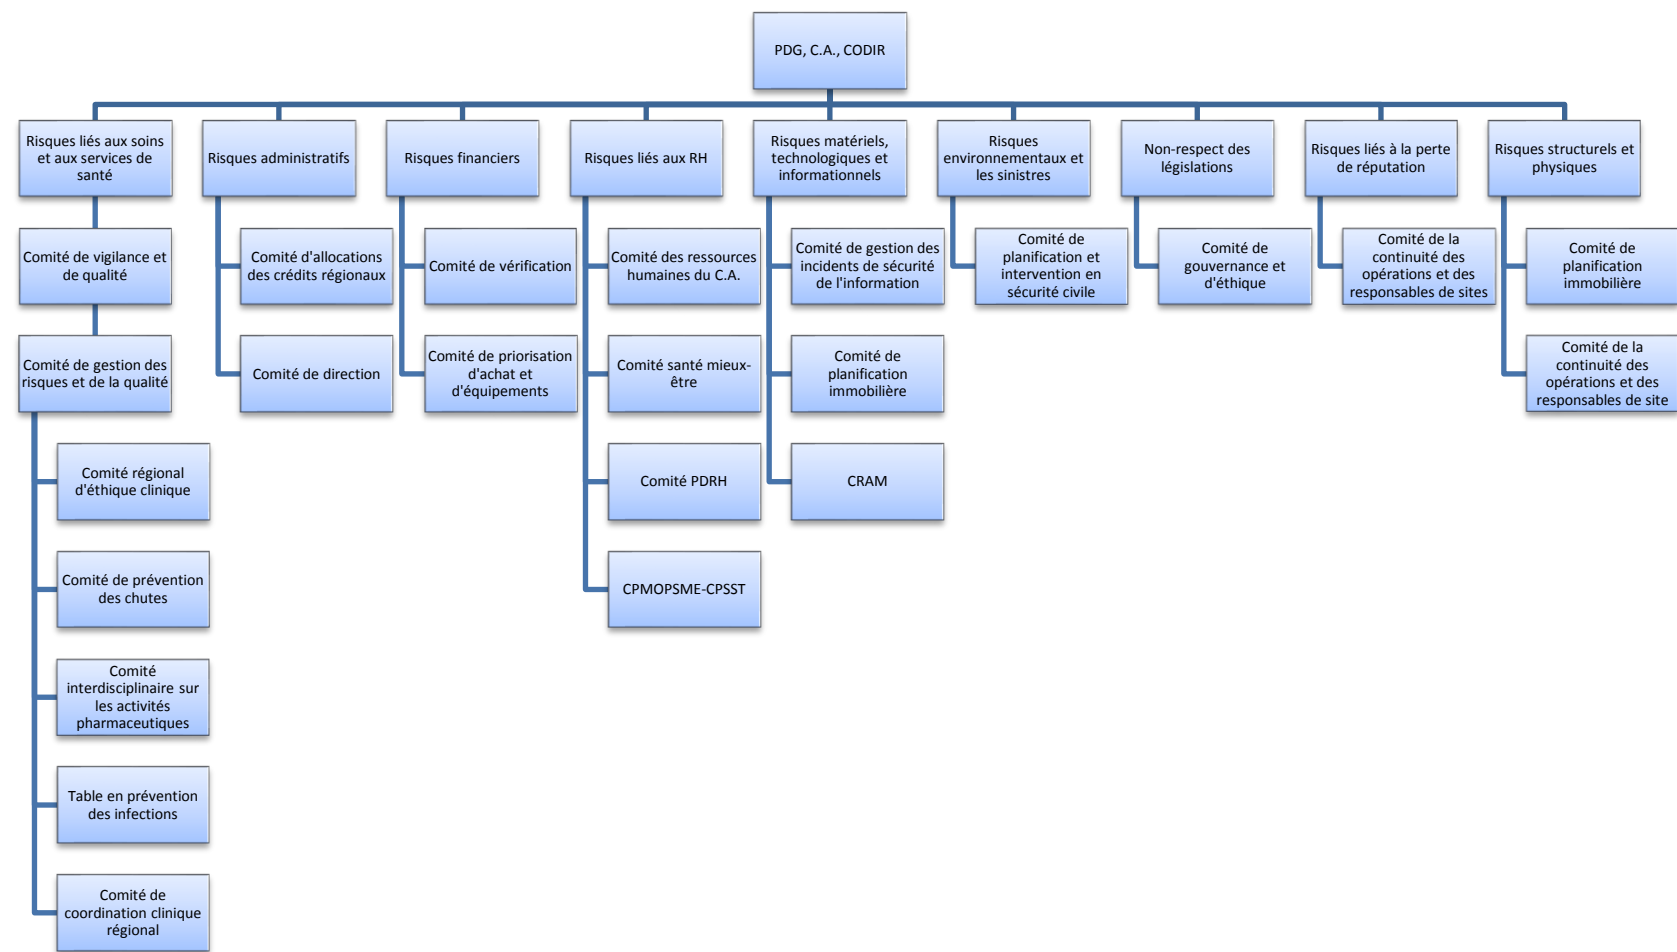 PDG, C.A., CODIR
Risques liés aux soins
et aux services de
santé
Risques administratifs
Risques financiers
Risques liés aux RH
Risques matériels,
technologiques et
informationnels
Risques
environnementaux et
les sinistres
Non-respect des
législations
Risques liés à la perte
de réputation
Risques structurels et
physiques
Comité de vigilance et
de qualité
Comité d'allocations
des crédits régionaux
Comité de vérification
Comité des ressources
humaines du C.A.
Comité de gestion des
incidents de sécurité
de l'information
Comité de
planification et
intervention en
sécurité civile
Comité de
gouvernance et
d'éthique
Comité de la
continuité des
opérations et des
responsables de sites
Comité de
planification
immobilière
Comité de gestion des
risques et de la qualité
Comité de direction
Comité de priorisation
d'achat et
d'équipements
Comité santé mieux-
être
Comité de
planification
immobilière
Comité de la
continuité des
opérations et des
responsables de site
Comité régional
d'éthique clinique
Comité PDRH
CRAM
Comité de prévention
des chutes
CPMOPSME-CPSST
Comité
interdisciplinaire sur
les activités
pharmaceutiques
Table en prévention
des infections
Comité de
coordination clinique
régional